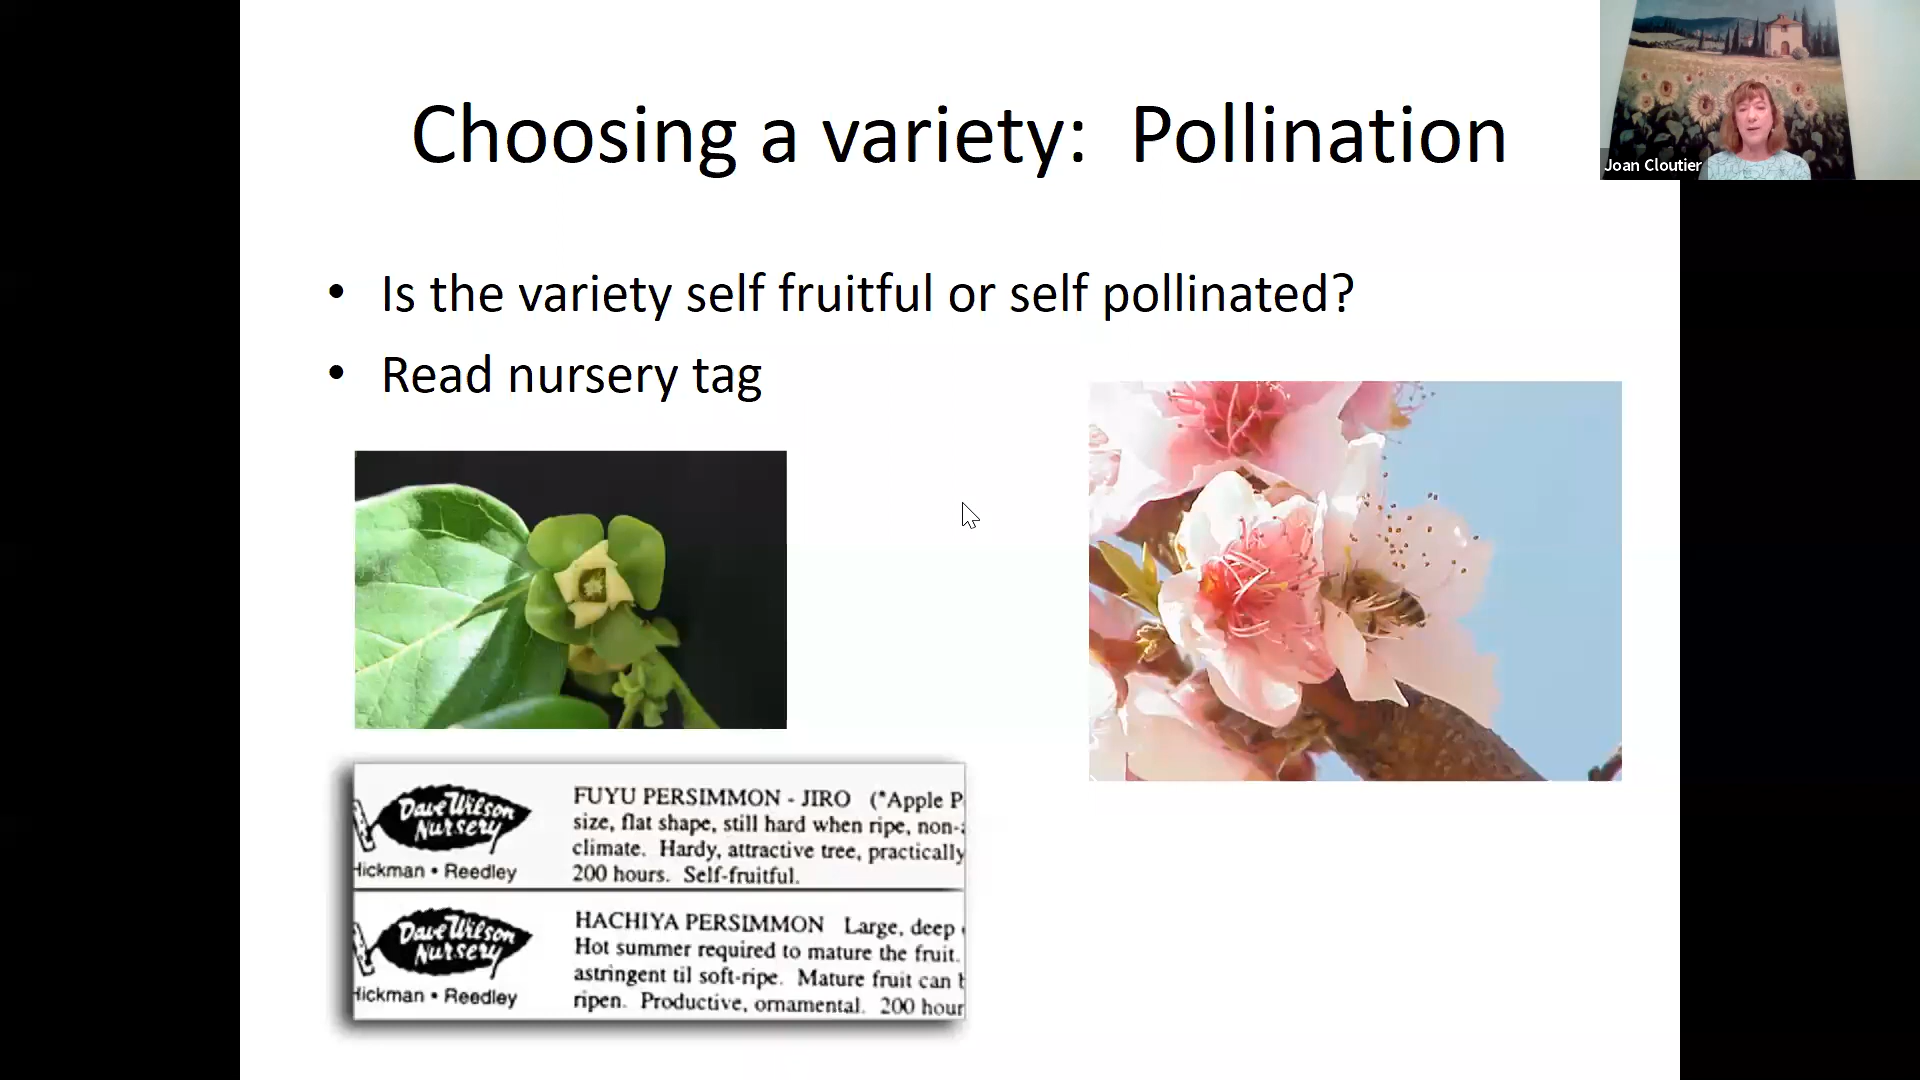 Choosing a variety:  Pollination
Joan Cloutier
• Is the variety self fruitful or self pollinated?
• Read nursery tag
Dave Wilson
Nursery
Hickman • Reedley
FUYU PERSIMMON - JIRO ("Apple P
size, flat shape, still hard when ripe, non-
climate. Hardy, attractive tree, practically
200 hours. Self-fruitful.
Dave Wilson
Nursery
Hickman • Reedley
HACHIYA PERSIMMON Large, deep
Hot summer required to mature the fruit.
astringent til soft-ripe. Mature fruit can
ripen. Productive, ornamental. 200 hour